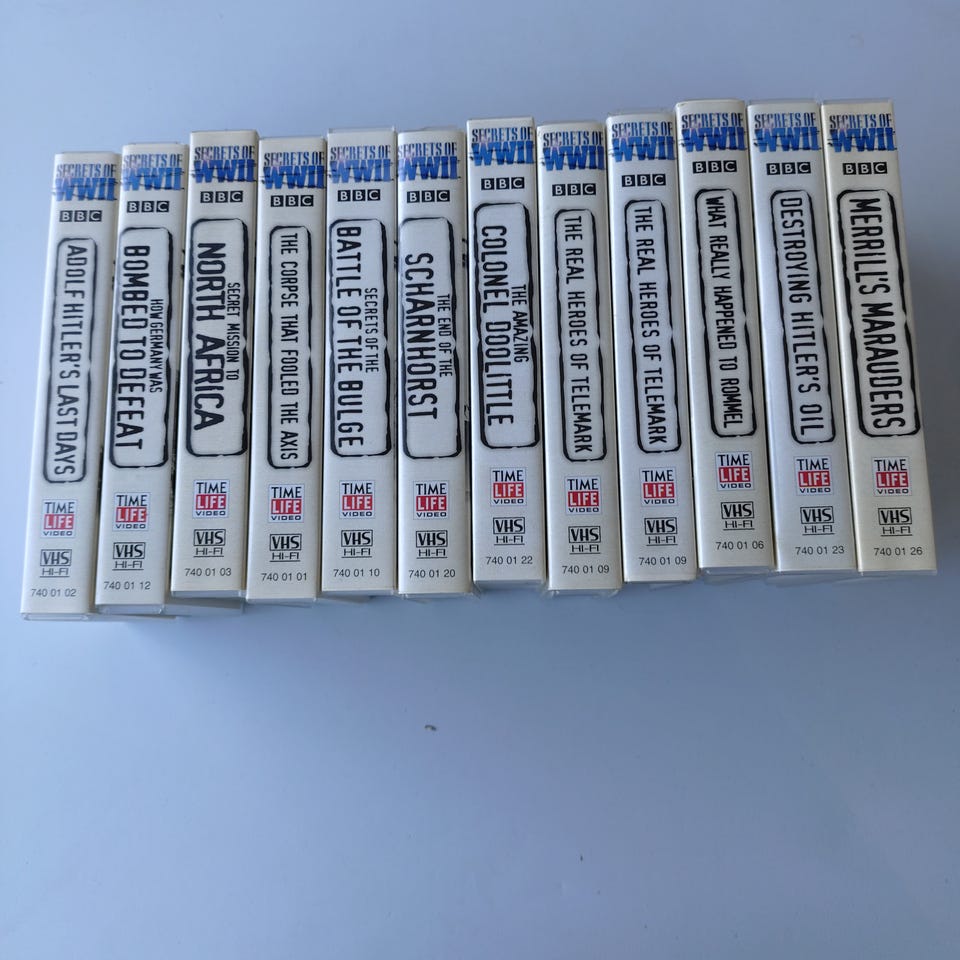 SECRETS OF
WWII
BBC
ADOLF HITLER'S LAST DAYS
TIME
LIFE
VIDEO
VHS
HI-FI
740 01 02
SECRETS OF
WWII
BBC
HOW GERMANY WAS
BOMBED TO DEFEAT
TIME
LIFE
VIDEO
VHS
HI-FI
740 01 12
SECRETS OF
WWII
BBC
SECRET MISSION TO
NORTH AFRICA
TIME
LIFE
VIDEO
VHS
HI-FI
740 01 03
SECRETS OF
WWII
BBC
THE CORPSE THAT FOOLED THE AXIS
TIME
LIFE
VIDEO
VHS
HI-FI
740 01 01
SECRETS OF
WWII
BBC
SECRETS OF THE
BATTLE OF THE BULGE
TIME
LIFE
VIDEO
VHS
HI-FI
740 01 10
SECRETS OF
WWII
BBC
THE END OF THE
SCHARNHORST
TIME
LIFE
VIDEO
VHS
HI-FI
740 01 20
SECRETS OF
WWII
BBC
THE AMAZING
COLONEL DOOLITTLE
TIME
LIFE
VIDEO
VHS
HI-FI
740 01 22
SECRETS OF
WWII
BBC
THE REAL HEROES OF TELEMARK
TIME
LIFE
VIDEO
VHS
HI-FI
740 01 09
SECRETS OF
WWII
BBC
THE REAL HEROES OF TELEMARK
TIME
LIFE
VIDEO
VHS
HI-FI
740 01 09
SECRETS OF
WWII
BBC
WHAT REALLY HAPPENED TO ROMMEL
TIME
LIFE
VIDEO
VHS
HI-FI
740 01 06
SECRETS OF
WWII
BBC
DESTROYING HITLER'S OIL
TIME
LIFE
VIDEO
VHS
HI-FI
740 01 23
SECRETS OF
WWII
BBC
MERRILL'S MARAUDERS
TIME
LIFE
VIDEO
VHS
HI-FI
740 01 26